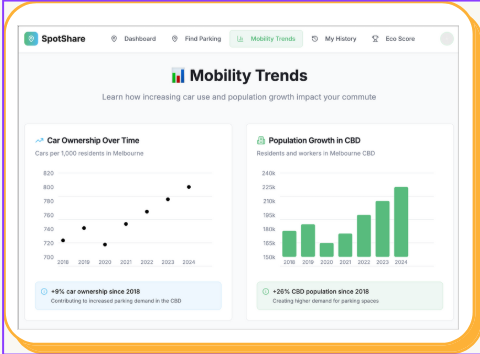 SpotShare
Dashboard
Find Parking
Mobility Trends
My History
Eco Score
Mobility Trends
Learn how increasing car use and population growth impact your commute
Car Ownership Over Time
Cars per 1,000 residents in Melbourne
820
800
780
760
740
720
700
2018 2019 2020 2021 2022 2023 2024
+9% car ownership since 2018
Contributing to increased parking demand in the CBD
Population Growth in CBD
Residents and workers in Melbourne CBD
240k
225k
210k
195k
180k
165k
150k
2018 2019 2020 2021 2022 2023 2024
+26% CBD population since 2018
Creating higher demand for parking spaces